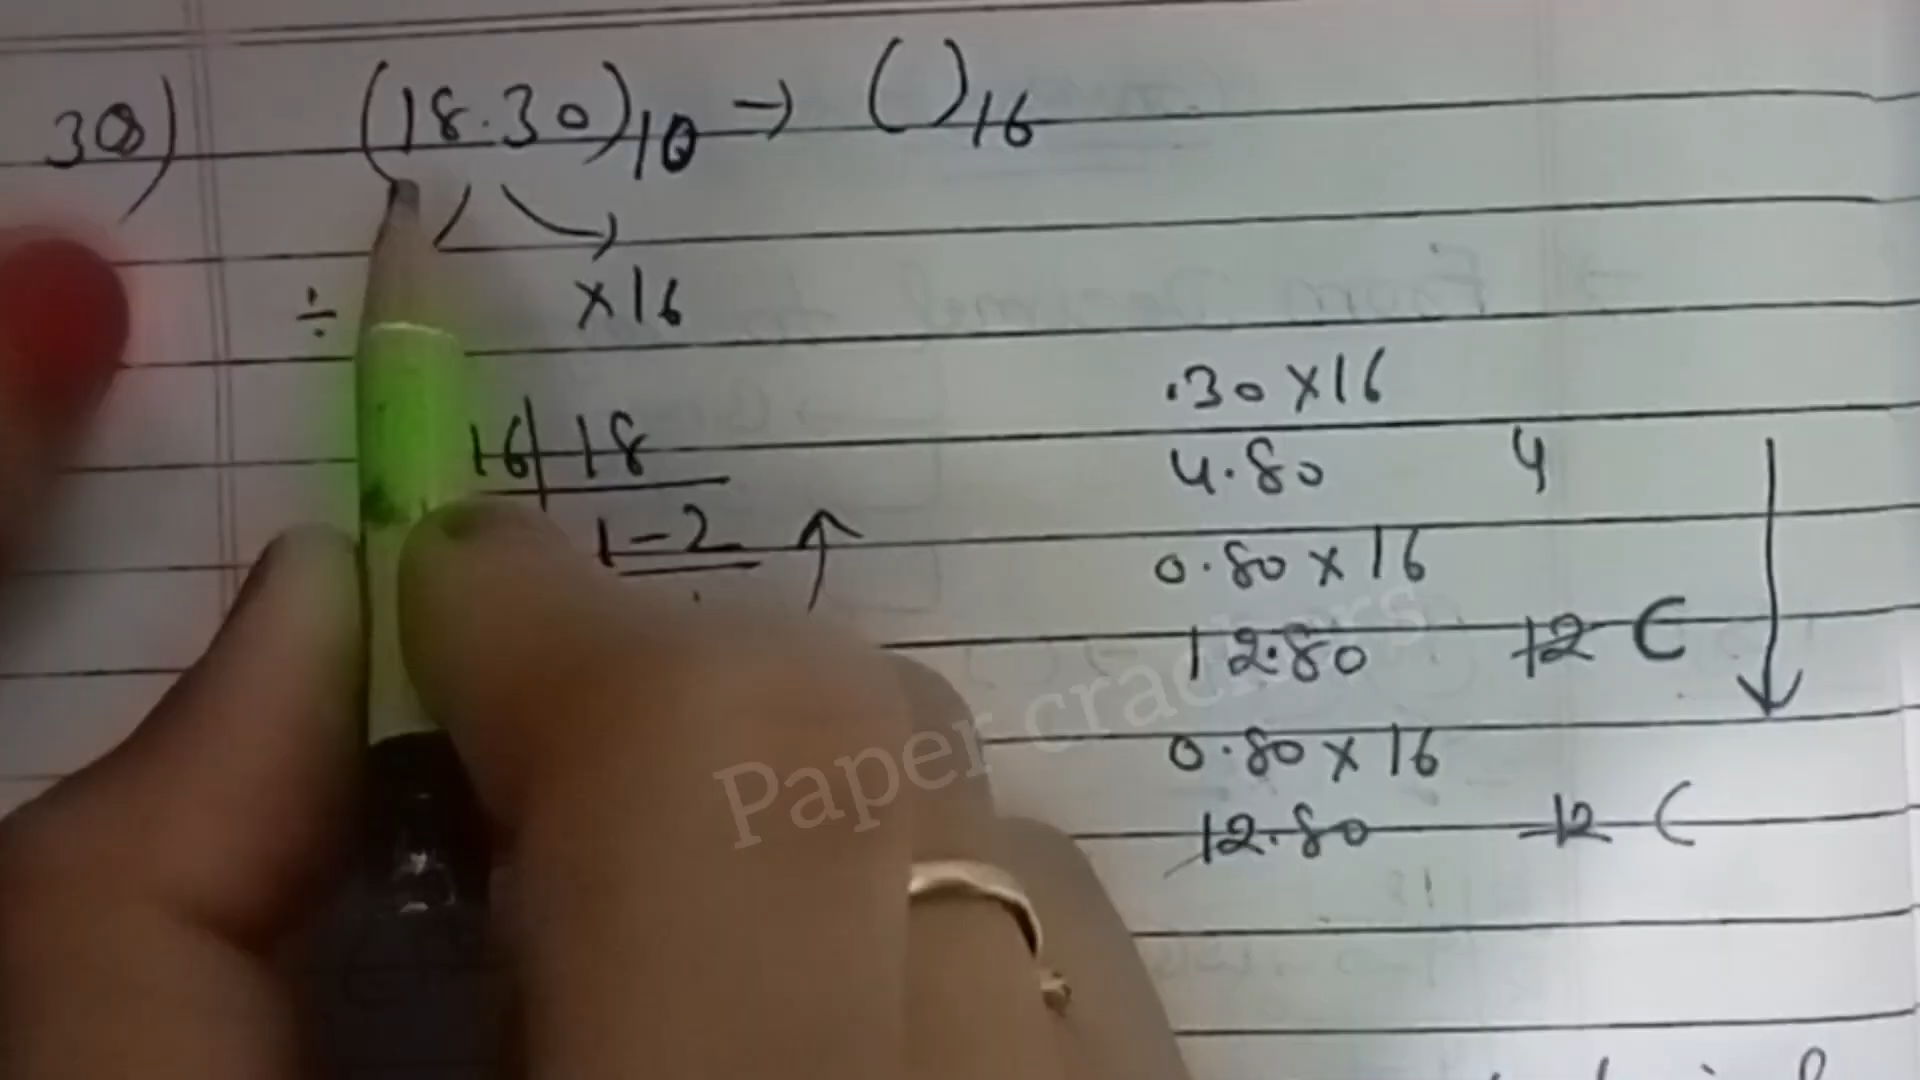 30) (18.30)10 → ( )16
÷ ×16
16 18
1-2
.30 ×16
4.80 4
0.80 × 16
12.80 12 C
0.80 × 16
12.80 12 C
Paper crackers